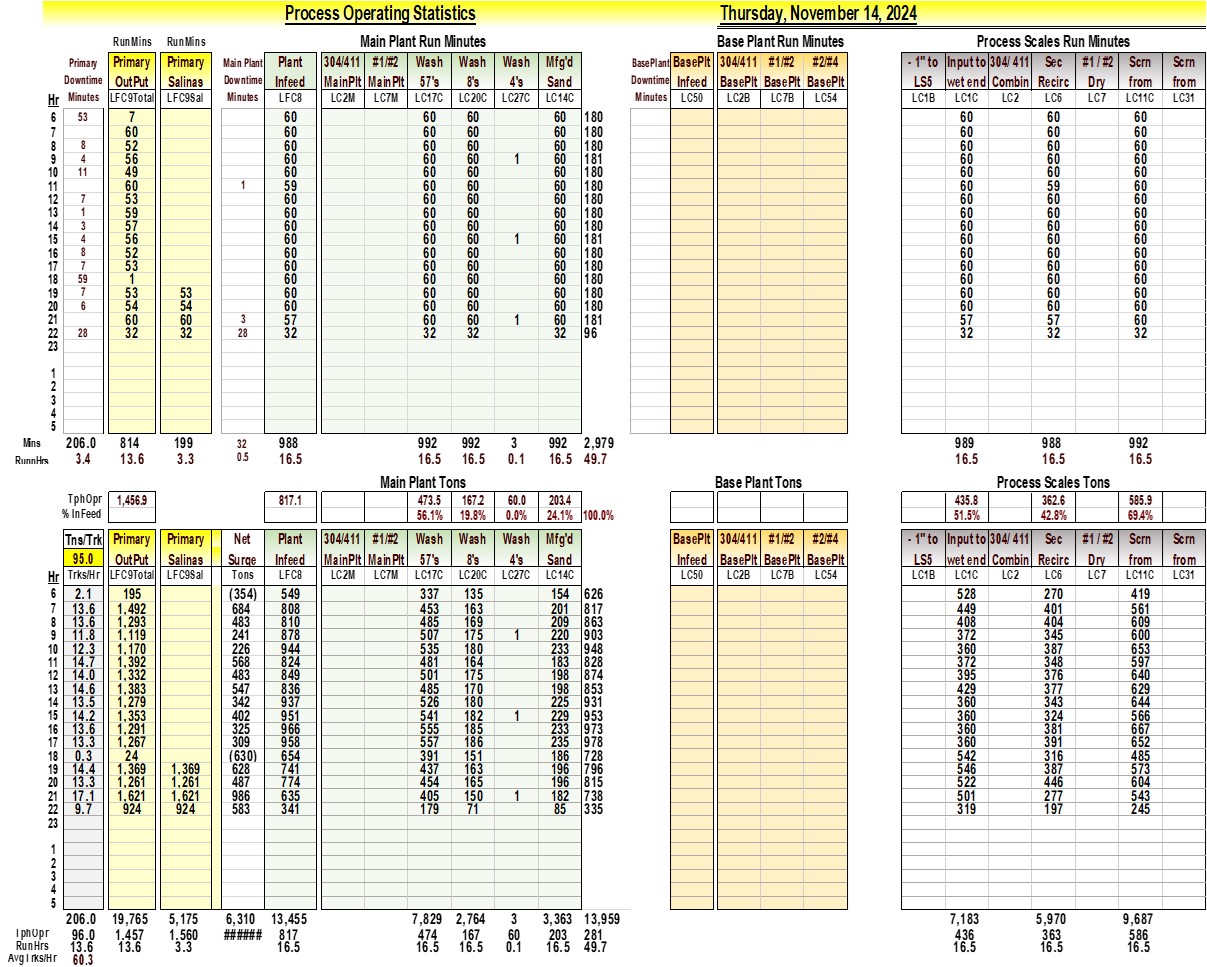 Process Operating Statistics Thursday, November 14, 2024
RunMins RunMins Main Plant Run Minutes Base Plant Run Minutes Process Scales Run Minutes
Primary Primary Primary Main Plant Plant 304/411 #1/#2 Wash Wash Wash Mfg'd BasePlant BasePlt 304/411 #1/#2 #2/#4 - 1" to Input to 304/ 411 Sec #1 / #2 Scrn Scrn
Downtime OutPut Salinas Downtime Infeed MainPlt MainPlt 57's 8's 4's Sand Downtime Infeed BasePlt BasePlt BasePlt LS5 wet end Combin Recirc Dry from from
Hr Minutes LFC9Total LFC9Sal Minutes LFC8 LC2M LC7M LC17C LC20C LC27C LC14C Minutes LC50 LC2B LC7B LC54 LC1B LC1C LC2 LC6 LC7 LC11C LC31
6 53 7 60 60 60 60 180 60 60 60
7 60 60 60 60 60 180 60 60 60
8 8 52 60 60 60 60 180 60 60 60
9 4 56 60 60 60 1 60 181 60 60 60
10 11 49 60 60 60 60 180 60 60 60
11 60 1 59 60 60 60 180 60 59 60
12 7 53 60 60 60 60 180 60 60 60
13 1 59 60 60 60 60 180 60 60 60
14 3 57 60 60 60 60 180 60 60 60
15 4 56 60 60 60 1 60 181 60 60 60
16 8 52 60 60 60 60 180 60 60 60
17 7 53 60 60 60 60 180 60 60 60
18 59 1 60 60 60 60 180 60 60 60
19 7 53 53 60 60 60 60 180 60 60 60
20 6 54 54 60 60 60 60 180 60 60 60
21 60 60 3 57 60 60 1 60 181 57 57 60
22 28 32 32 28 32 32 32 32 96 32 32 32
23
1
2
3
4
5
Mins 206.0 814 199 32 988 992 992 3 992 2,979 989 988 992
RunnHrs 3.4 13.6 3.3 0.5 16.5 16.5 16.5 0.1 16.5 49.7 16.5 16.5 16.5
Main Plant Tons Base Plant Tons Process Scales Tons
TphOpr 1,456.9 817.1 473.5 167.2 60.0 203.4 435.8 362.6 585.9
% InFeed 56.1% 19.8% 0.0% 24.1% 100.0% 51.5% 42.8% 69.4%
Tns/Trk Primary Primary Net Plant 304/411 #1/#2 Wash Wash Wash Mfg'd BasePlt 304/411 #1/#2 #2/#4 - 1" to Input to 304/ 411 Sec #1 / #2 Scrn Scrn
95.0 OutPut Salinas Surge Infeed MainPlt MainPlt 57's 8's 4's Sand Infeed BasePlt BasePlt BasePlt LS5 wet end Combin Recirc Dry from from
Hr Trks/Hr LFC9Total LFC9Sal Tons LFC8 LC2M LC7M LC17C LC20C LC27C LC14C LC50 LC2B LC7B LC54 LC1B LC1C LC2 LC6 LC7 LC11C LC31
6 2.1 195 (354) 549 337 135 154 626 528 270 419
7 13.6 1,492 684 808 453 163 201 817 449 401 561
8 13.6 1,293 483 810 485 169 209 863 408 404 609
9 11.8 1,119 241 878 507 175 1 220 903 372 345 600
10 12.3 1,170 226 944 535 180 233 948 360 387 653
11 14.7 1,392 568 824 481 164 183 828 372 348 597
12 14.0 1,332 483 849 501 175 198 874 395 376 640
13 14.6 1,383 547 836 485 170 198 853 429 377 629
14 13.5 1,279 342 937 526 180 225 931 360 343 644
15 14.2 1,353 402 951 541 182 1 229 953 360 324 566
16 13.6 1,291 325 966 555 185 233 973 360 381 667
17 13.3 1,267 309 958 557 186 235 978 360 391 652
18 0.3 24 (630) 654 391 151 186 728 542 316 485
19 14.4 1,369 1,369 628 741 437 163 196 796 546 387 573
20 13.3 1,261 1,261 487 774 454 165 196 815 522 446 604
21 17.1 1,621 1,621 986 635 405 150 1 182 738 501 277 543
22 9.7 924 924 583 341 179 71 85 335 319 197 245
23
1
2
3
4
5
206.0 19,765 5,175 6,310 13,455 7,829 2,764 3 3,363 13,959 7,183 5,970 9,687
TphOpr 96.0 1.457 1.560 ###### 817 474 167 60 203 281 436 363 586
RunHrs 13.6 13.6 3.3 16.5 16.5 16.5 0.1 16.5 49.7 16.5 16.5 16.5
AvgTrks/Hr 60.3